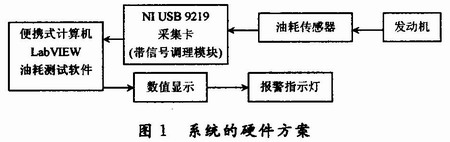 便携式计算机
LabVIEW
油耗测试软件
NI USB 9219
采集卡
(带信号调理模块)
油耗传感器
发动机
数值显示
报警指示灯
图1 系统的硬件方案